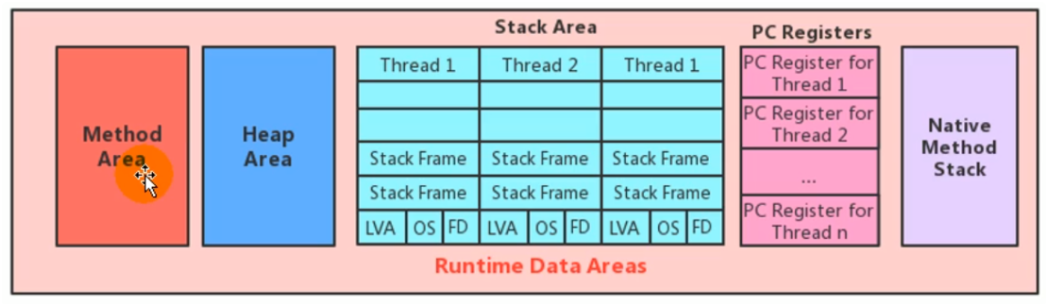 Stack Area
PC Registers
Method
Area
Heap
Area
Thread 1
Thread 2
Thread 1
Stack Frame
Stack Frame
Stack Frame
Stack Frame
Stack Frame
Stack Frame
LVA
OS
FD
LVA
OS
FD
LVA
OS
FD
PC Register for
Thread 1
PC Register for
Thread 2
...
PC Register for
Thread n
Native
Method
Stack
Runtime Data Areas